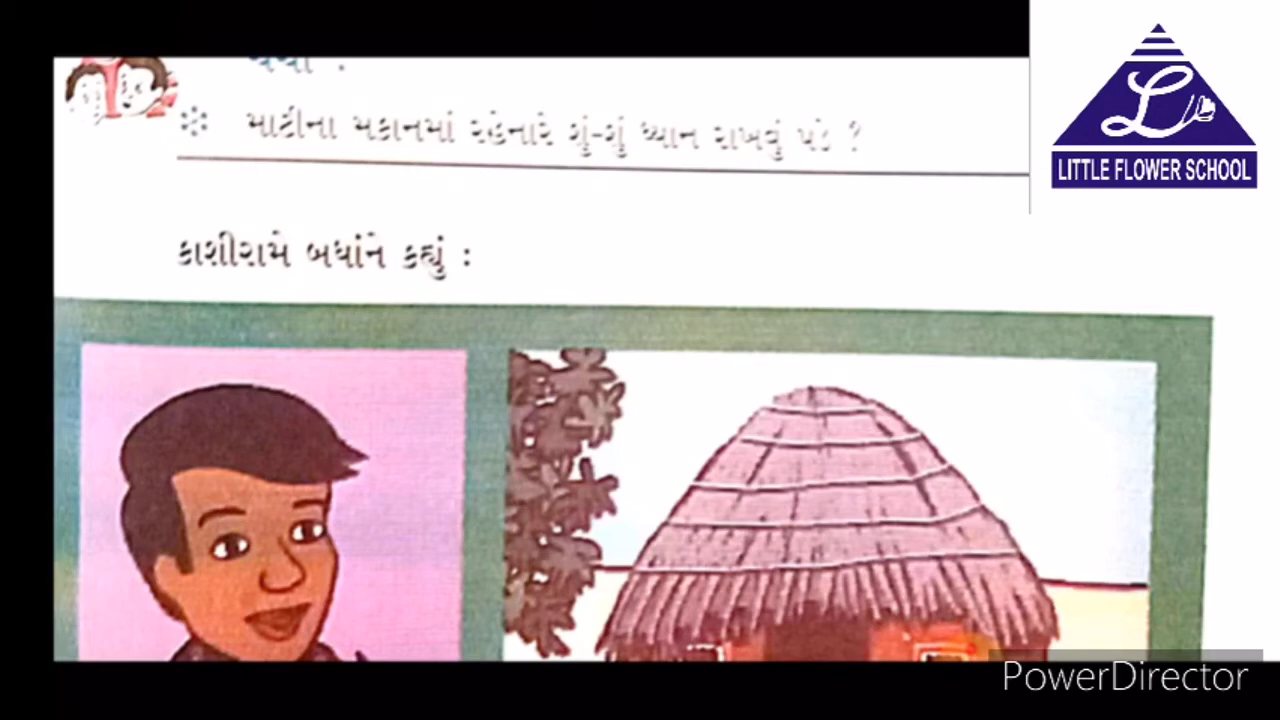 LITTLE FLOWER SCHOOL
❊ માટીના મકાનમાં રહેનારે શું-શું ધ્યાન રાખવું પડે ?
કાશીરામે બધાંને કહ્યું :
PowerDirector